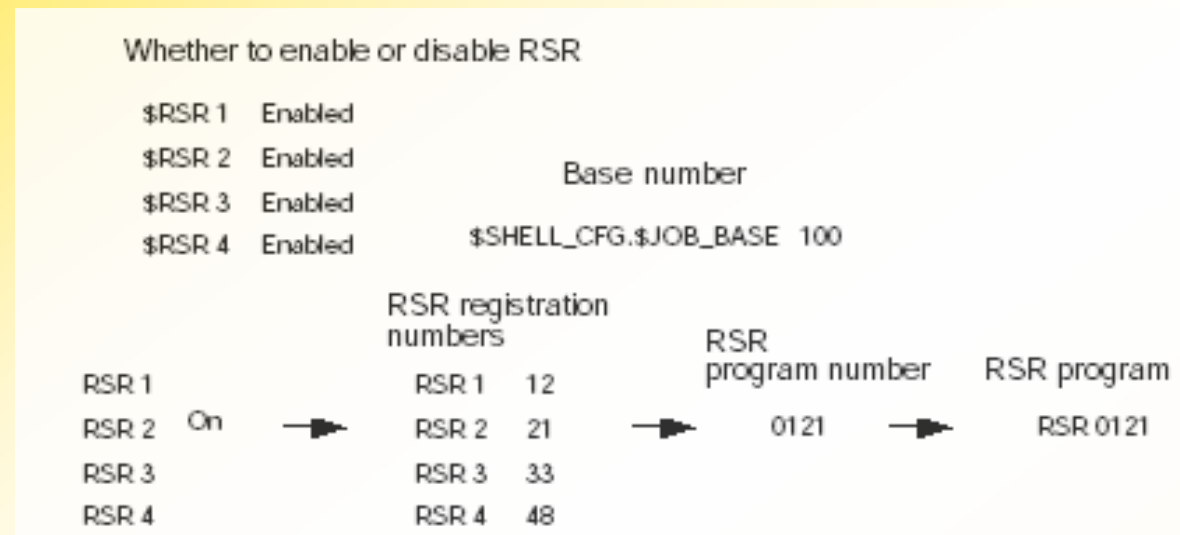 Whether to enable or disable RSR
$RSR 1 Enabled
$RSR 2 Enabled
$RSR 3 Enabled
$RSR 4 Enabled
Base number
$SHELL_CFG.$JOB_BASE 100
RSR registration
numbers
RSR
program number
RSR program
RSR 1 RSR 1 12
RSR 2 On RSR 2 21 0121 RSR 0121
RSR 3 RSR 3 33
RSR 4 RSR 4 48